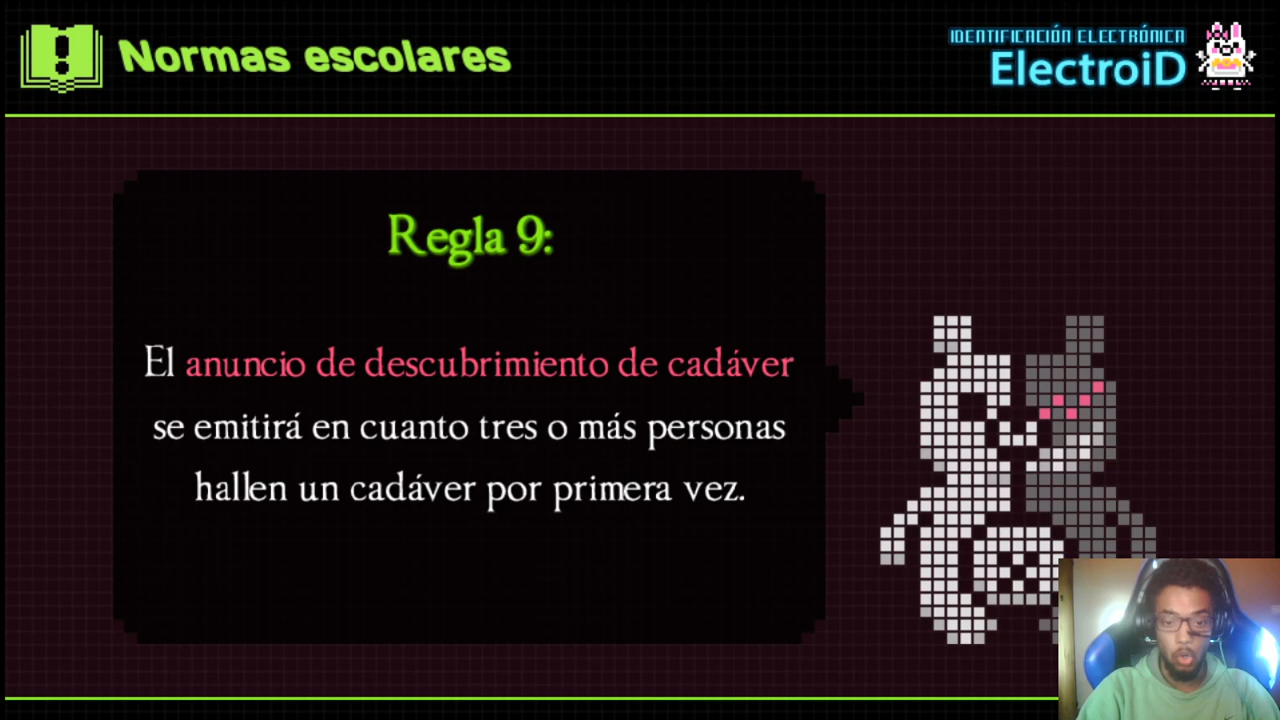 Normas escolares
IDENTIFICACIÓN ELECTRÓNICA
ElectroiD
Regla 9:
El anuncio de descubrimiento de cadáver
se emitirá en cuanto tres o más personas
hallen un cadáver por primera vez.